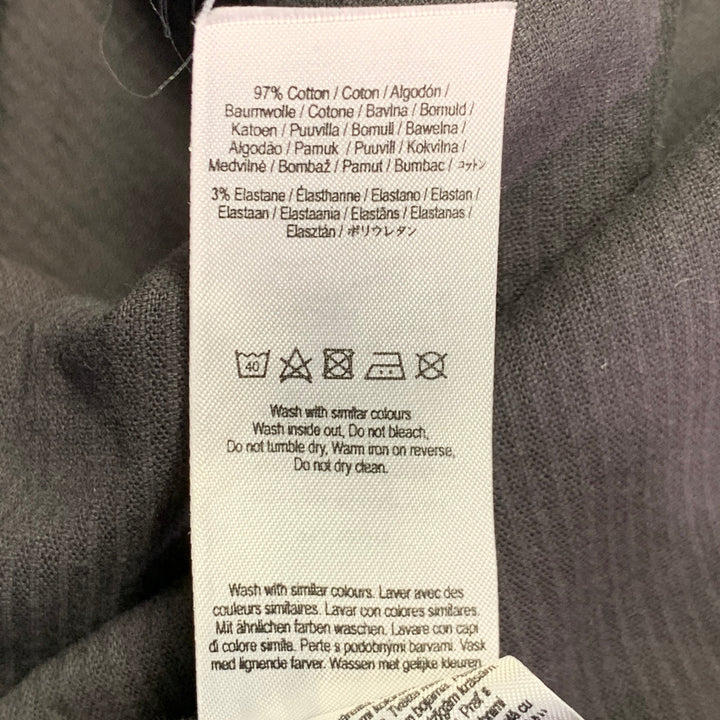 97% Cotton / Coton / Algodón /
Baumwolle / Cotone / Bavlna / Bomuld /
Katoen / Puuvilla / Bomull / Bawełna /
Algodão / Pamuk / Puuvill / Kokvilna /
Medvilnė / Bombaž / Pamut / Bumbac / コットン
3% Elastane / Élasthanne / Elastano / Elastan /
Elastaan / Elastaania / Elastāns / Elastanas /
Elasztán / ポリウレタン
40
Wash with similar colours
Wash inside out, Do not bleach,
Do not tumble dry, Warm iron on reverse,
Do not dry clean.
Wash with similar colours. Laver avec des
couleurs similaires. Lavar con colores similares.
Mit ähnlichen farben waschen. Lavare con capi
di colore simile. Perte s podobnými barvami. Vask
med lignende farver. Wassen met gelijke kleuren